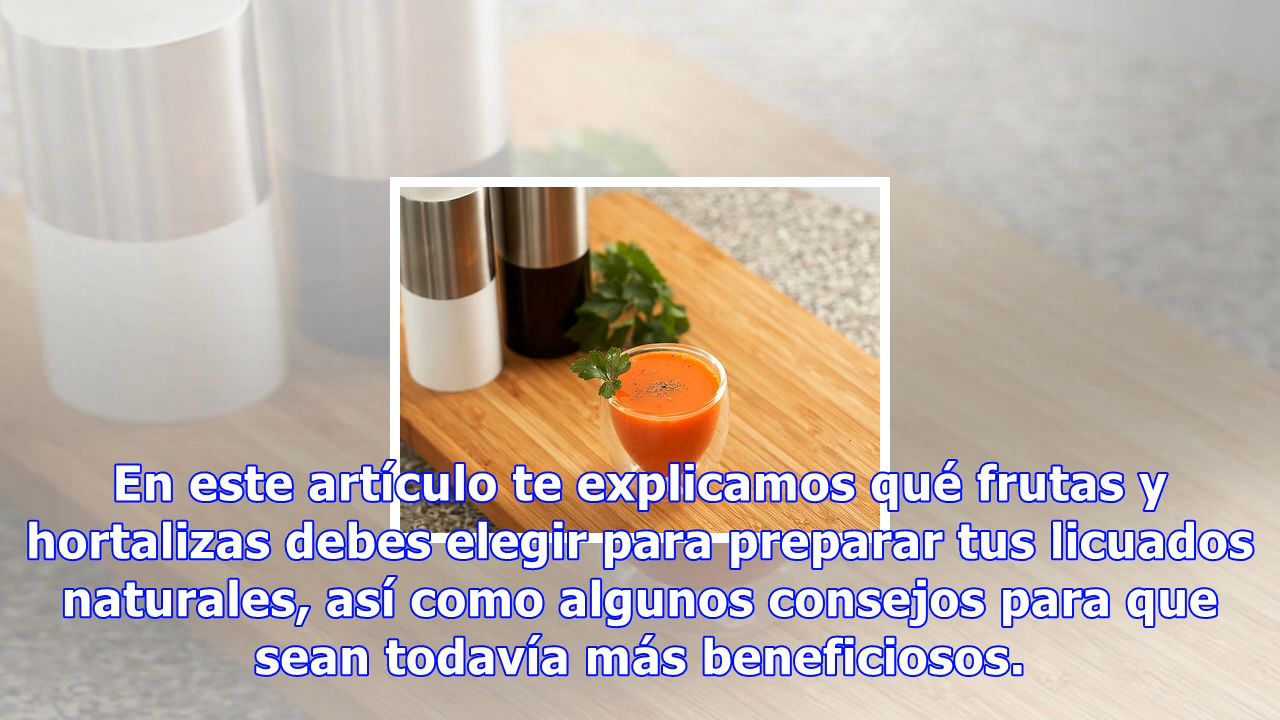 En este artículo te explicamos qué frutas y
hortalizas debes elegir para preparar tus licuados
naturales, así como algunos consejos para que
sean todavía más beneficiosos.